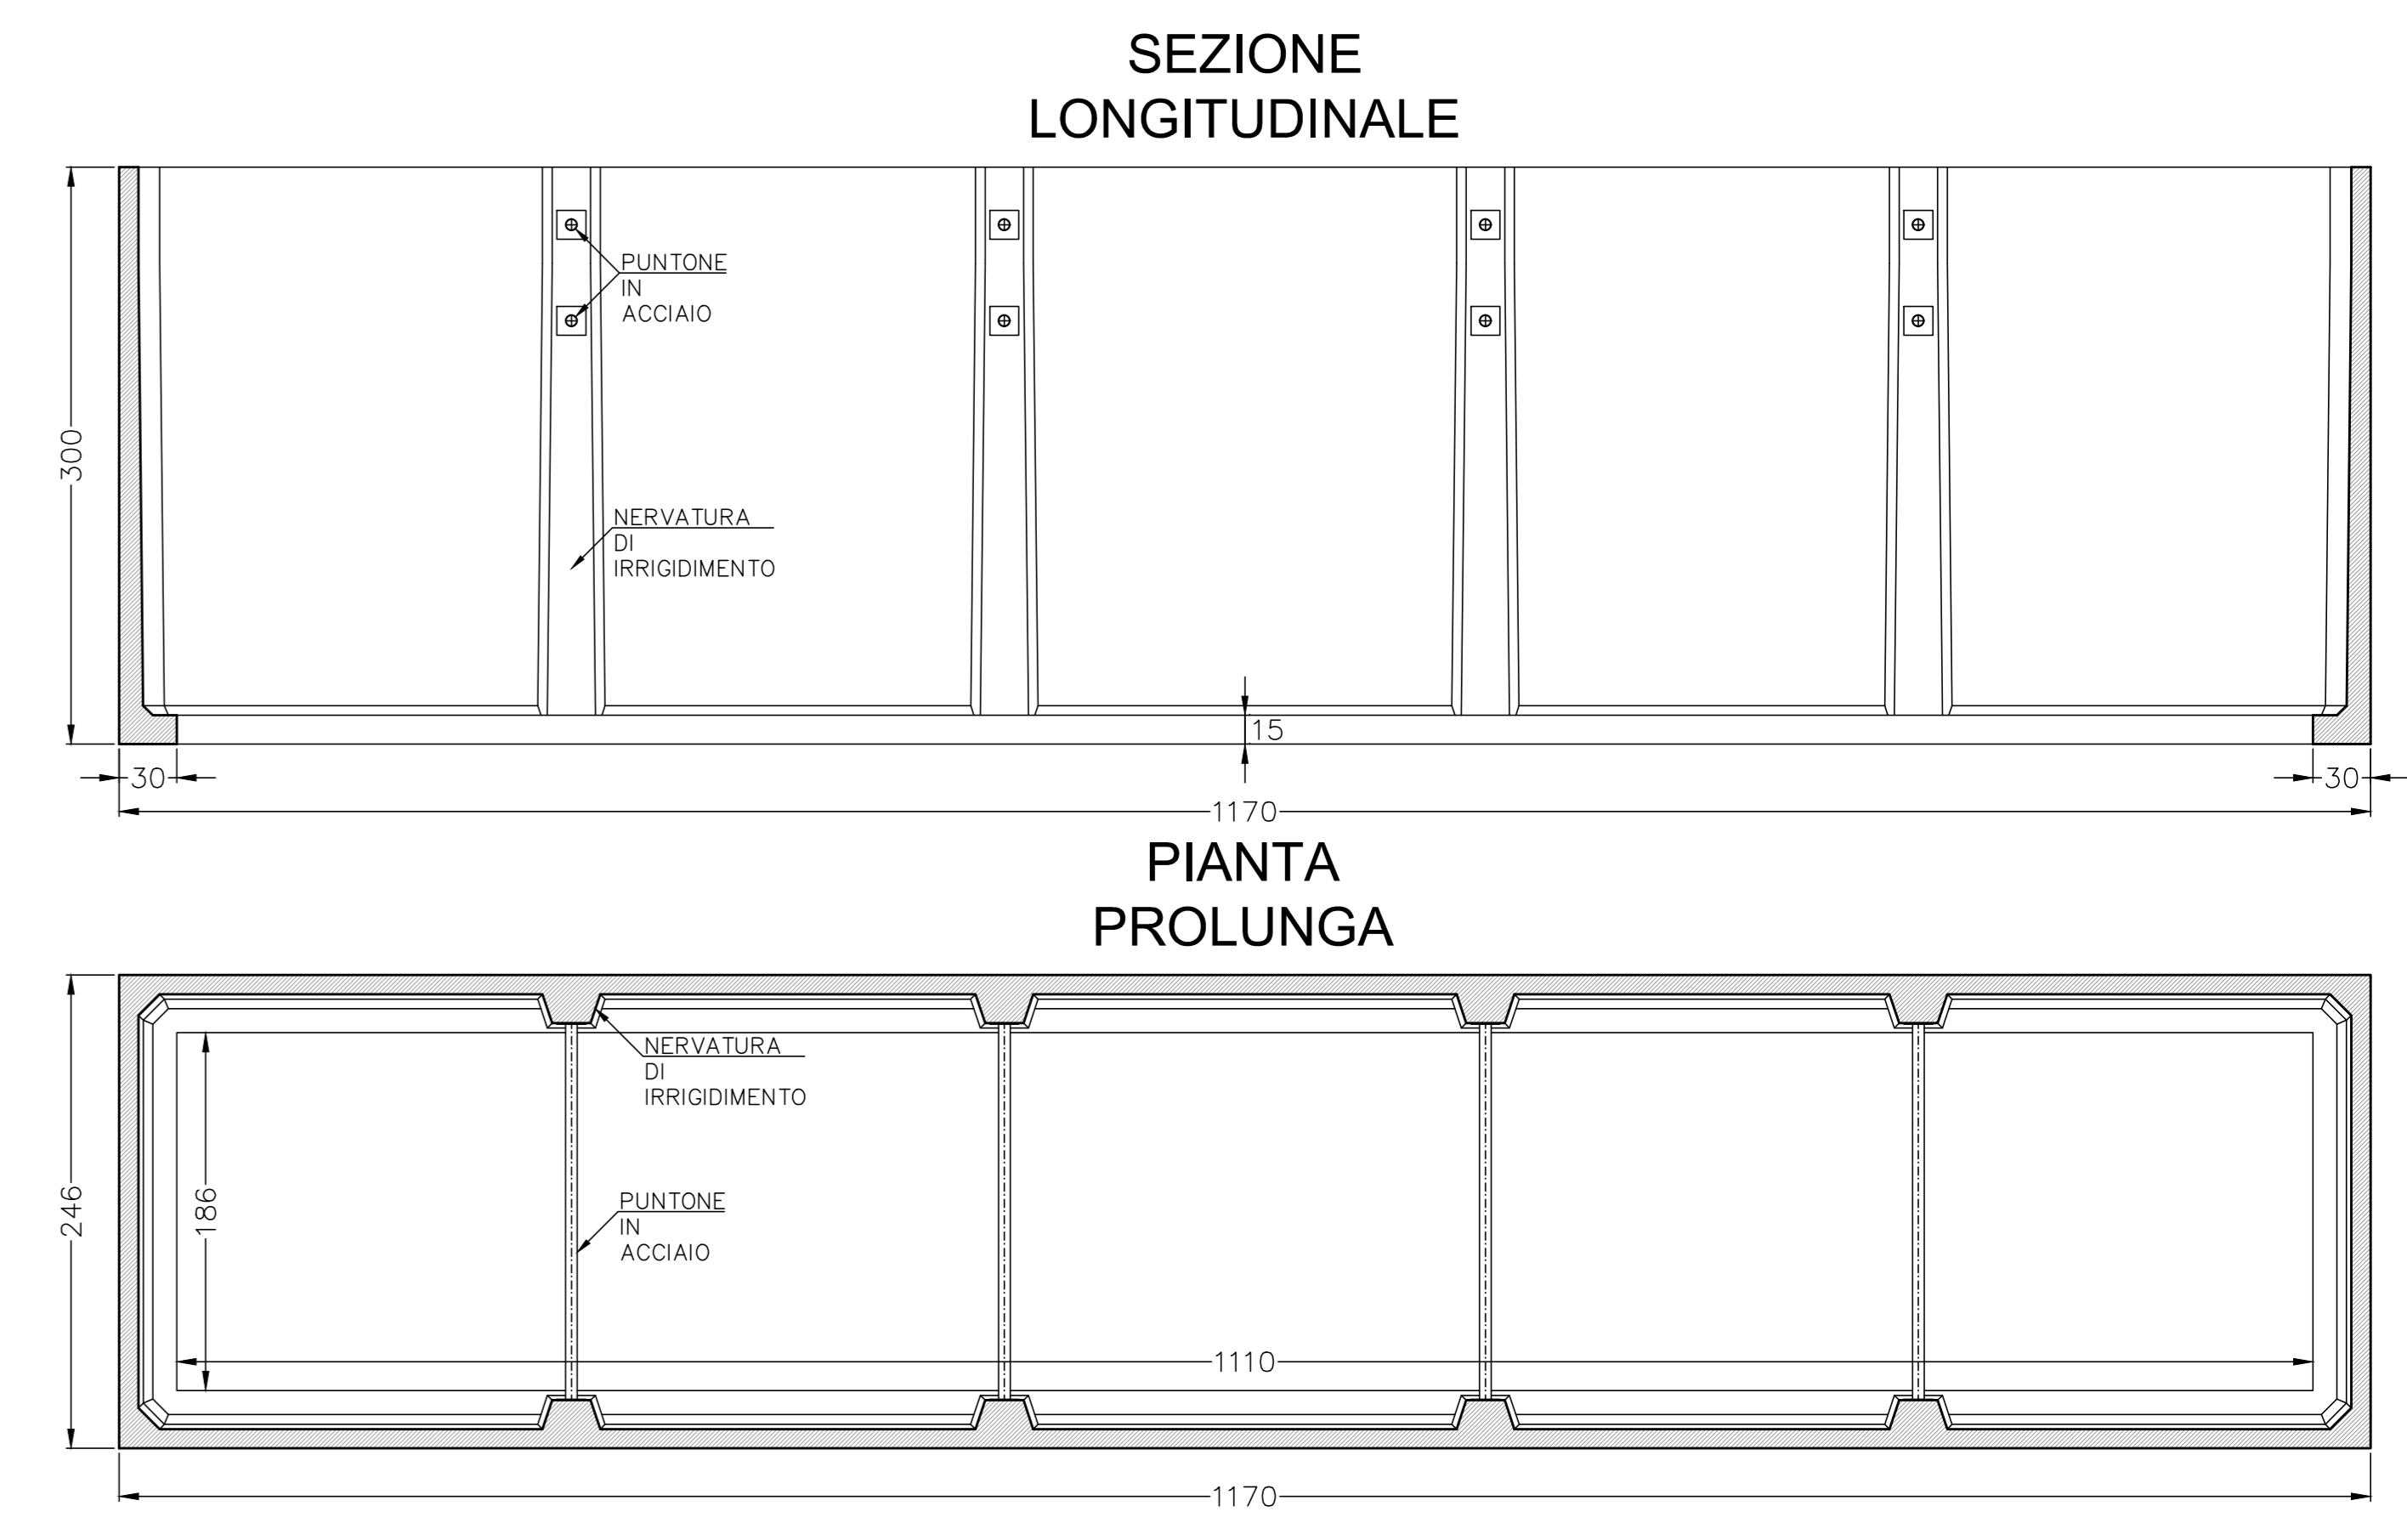 SEZIONE
LONGITUDINALE
PUNTONE
IN
ACCIAIO
300
NERVATURA
DI
IRRIGIDIMENTO
15
30
30
1170
PIANTA
PROLUNGA
NERVATURA
DI
IRRIGIDIMENTO
246
186
PUNTONE
IN
ACCIAIO
1110
1170